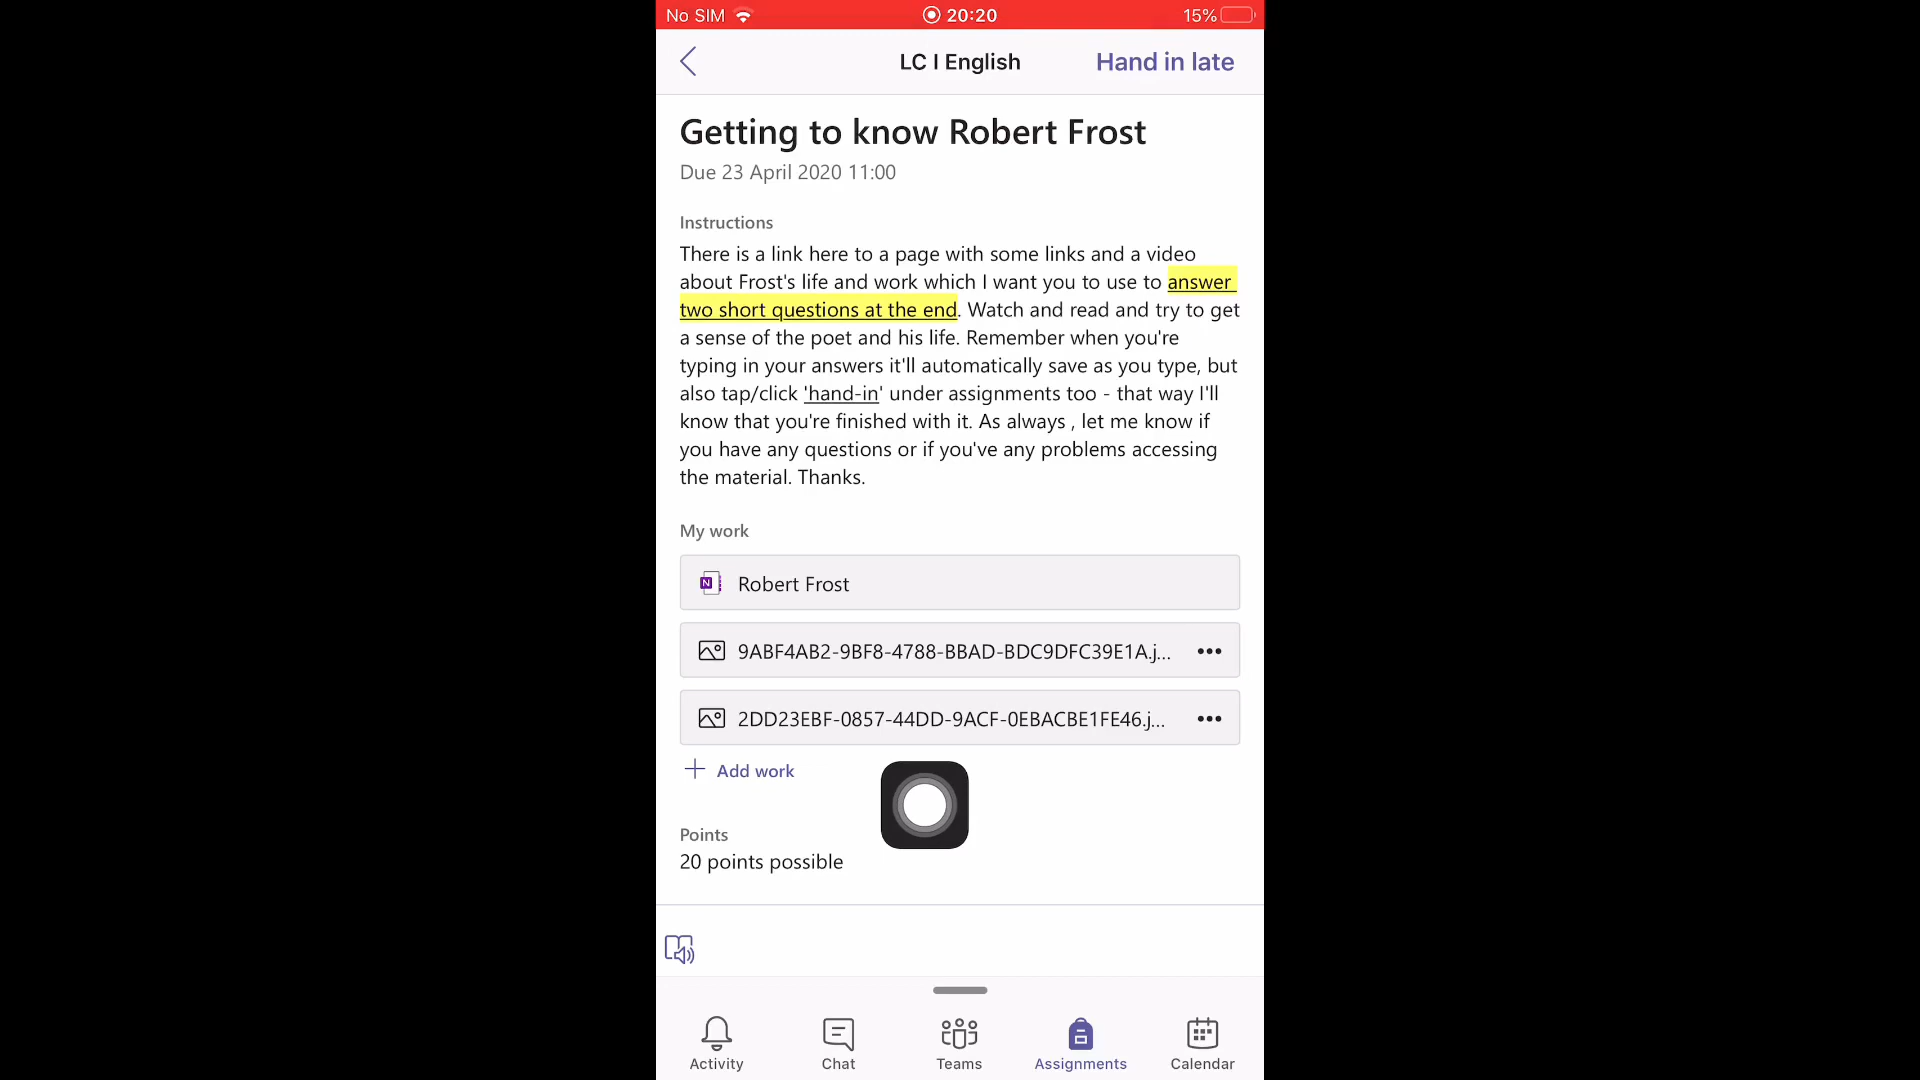 No SIM 20:20 15%
LC I English Hand in late
Getting to know Robert Frost
Due 23 April 2020 11:00
Instructions
There is a link here to a page with some links and a video
about Frost's life and work which I want you to use to answer
two short questions at the end. Watch and read and try to get
a sense of the poet and his life. Remember when you're
typing in your answers it'll automatically save as you type, but
also tap/click 'hand-in' under assignments too - that way I'll
know that you're finished with it. As always , let me know if
you have any questions or if you've any problems accessing
the material. Thanks.
My work
N Robert Frost
9ABF4AB2-9BF8-4788-BBAD-BDC9DFC39E1A.j...
2DD23EBF-0857-44DD-9ACF-0EBACBE1FE46.j...
Add work
Points
20 points possible
Activity Chat Teams Assignments Calendar